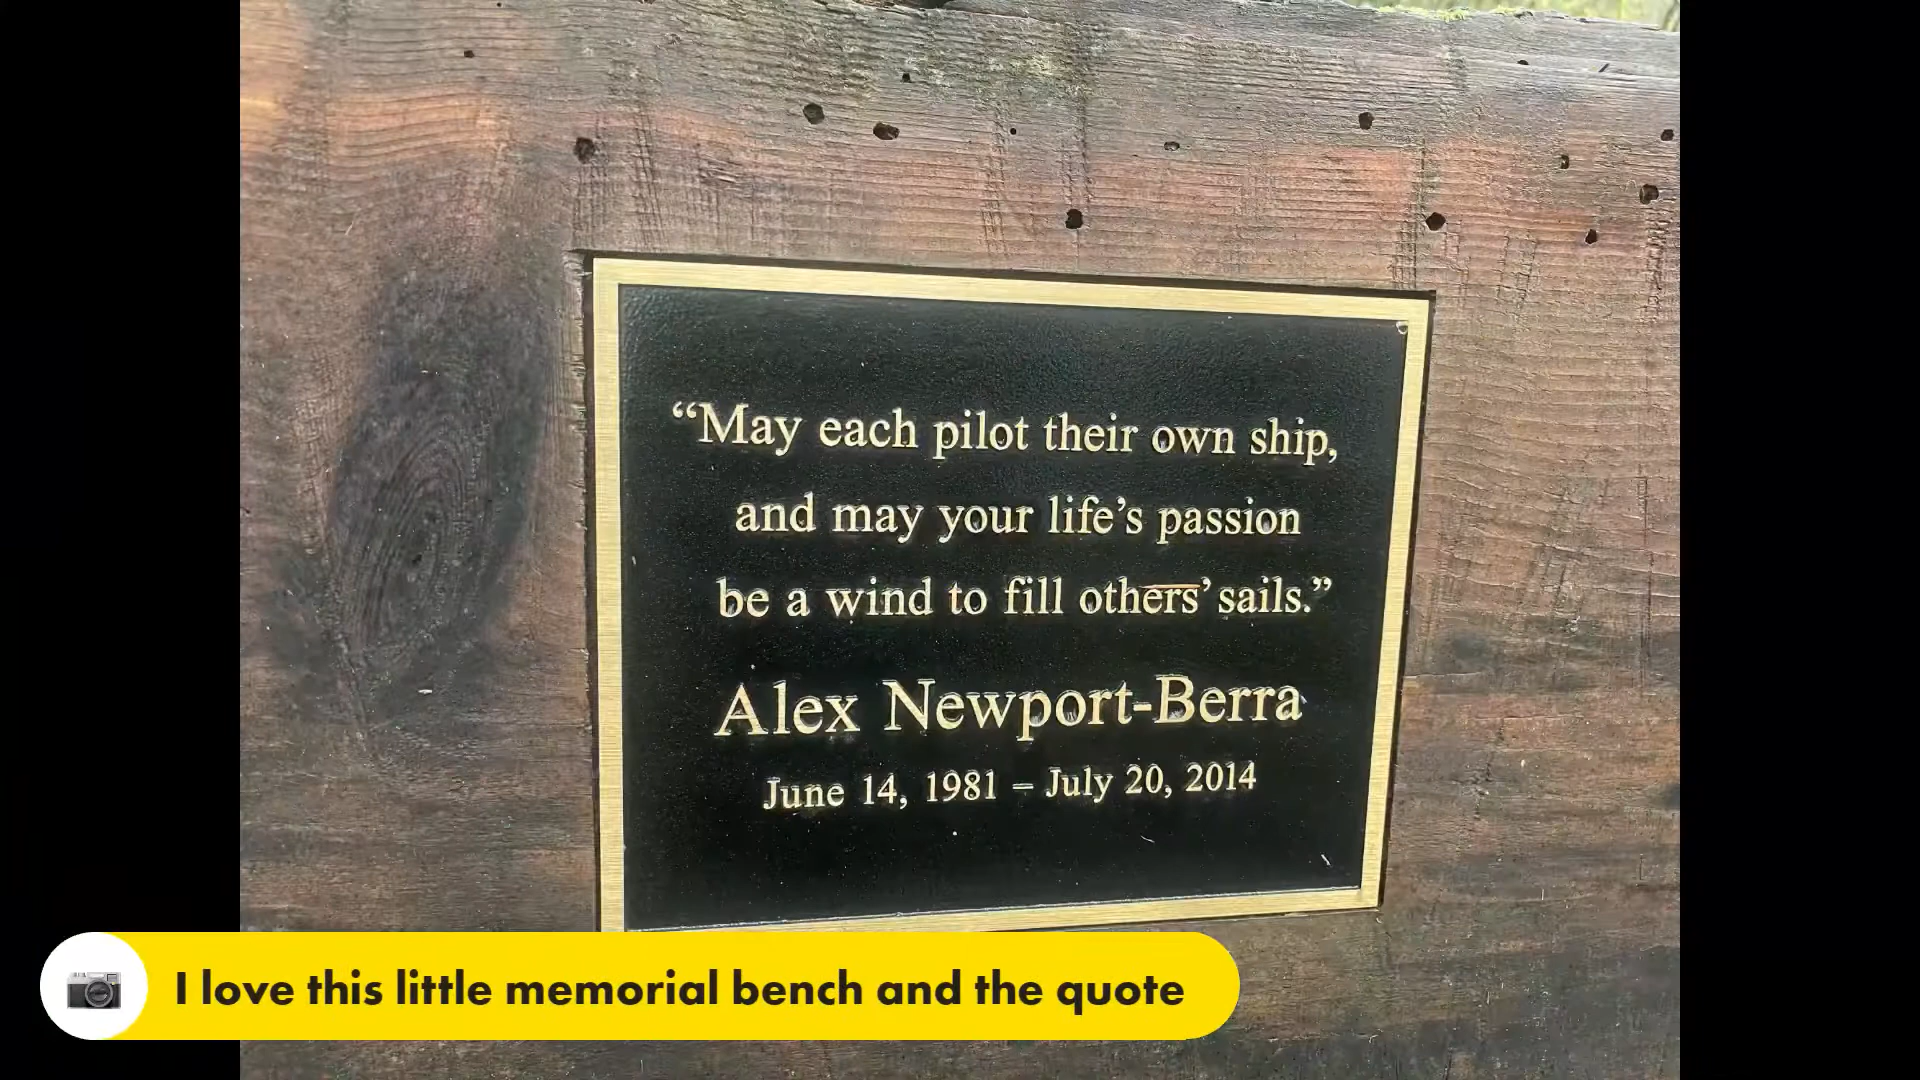 “May each pilot their own ship,
and may your life’s passion
be a wind to fill others’ sails.”
Alex Newport-Berra
June 14, 1981 – July 20, 2014
I love this little memorial bench and the quote